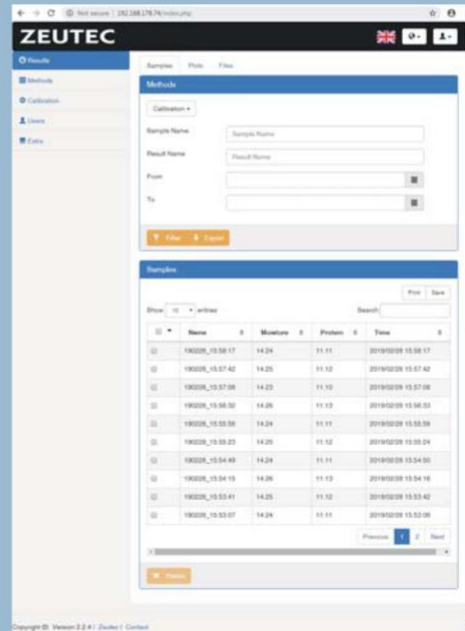 Not secure | 192.168.178.74/index.php
ZEUTEC
Results
Methods
Calibration
Users
Extra
Samples Plots Files
Methods
Calibration
Sample Name Sample Name
Result Name Result Name
From
To
Filter Export
Samples
Print Save
Show 10 entries Search:
Name Moisture Protein Time
190228_15:58:17 14.24 11.11 2019/02/28 15:58:17
190228_15:57:42 14.25 11.12 2019/02/28 15:57:42
190228_15:57:08 14.23 11.10 2019/02/28 15:57:08
190228_15:56:32 14.26 11.13 2019/02/28 15:56:33
190228_15:55:58 14.24 11.11 2019/02/28 15:55:59
190228_15:55:23 14.25 11.12 2019/02/28 15:55:24
190228_15:54:49 14.24 11.11 2019/02/28 15:54:50
190228_15:54:15 14.26 11.13 2019/02/28 15:54:16
190228_15:53:41 14.25 11.12 2019/02/28 15:53:42
190228_15:53:07 14.24 11.11 2019/02/28 15:53:08
Previous 1 2 Next
Delete
Version 2.2.4 | Zeutec | Contact